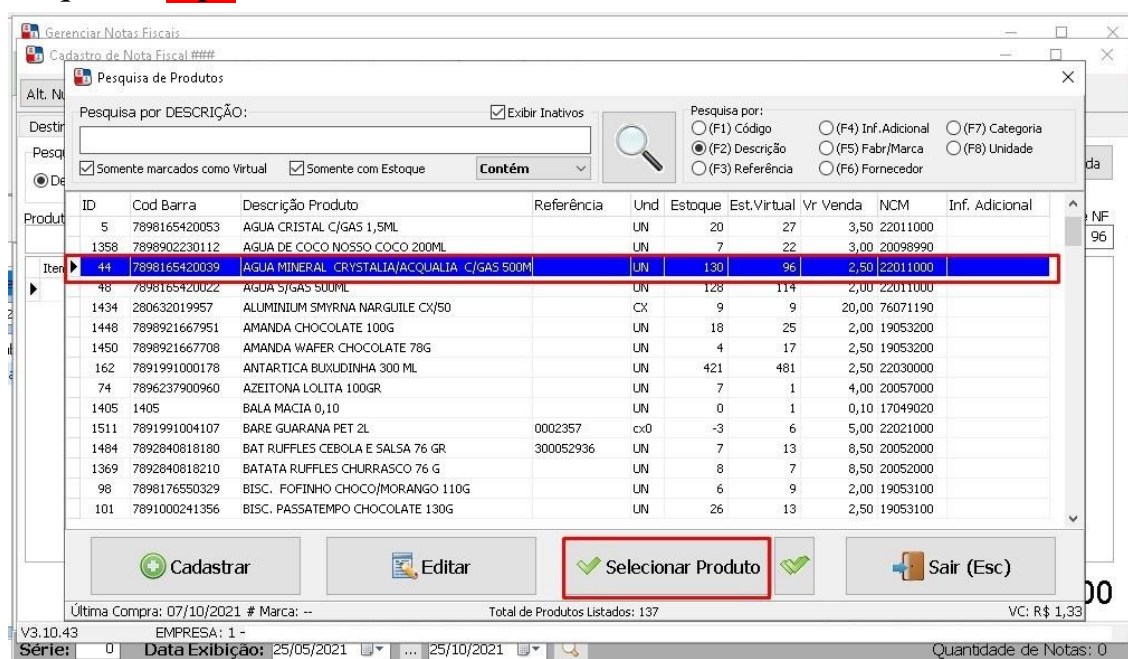 Gerenciar Notas Fiscais
Cadastro de Nota Fiscal ###
Pesquisa de Produtos
Alt. Nu
Destir
Pesqu
De
Produt
Iten
da
NF
96
Pesquisa por DESCRIÇÃO:
Exibir Inativos
Somente marcados como Virtual
Somente com Estoque
Contém
Pesquisa por:
(F1) Código (F4) Inf.Adicional (F7) Categoria
(F2) Descrição (F5) Fabr/Marca (F8) Unidade
(F3) Referência (F6) Fornecedor
ID Cod Barra Descrição Produto Referência Und Estoque Est.Virtual Vr Venda NCM Inf. Adicional
5 7898165420053 AGUA CRISTAL C/GAS 1,5ML UN 20 27 3,50 22011000
1358 7898902230112 AGUA DE COCO NOSSO COCO 200ML UN 7 22 3,00 20098990
44 7898165420039 AGUA MINERAL CRYSTALIA/ACQUALIA C/GAS 500M UN 130 96 2,50 22011000
48 7898165420022 AGUA S/GAS 500ML UN 128 114 2,00 22011000
1434 280632019957 ALUMINIUM SMYRNA NARGUILE CX/50 CX 9 9 20,00 76071190
1448 7898921667951 AMANDA CHOCOLATE 100G UN 18 25 2,00 19053200
1450 7898921667708 AMANDA WAFER CHOCOLATE 78G UN 4 17 2,50 19053200
162 7891991000178 ANTARTICA BUXUDINHA 300 ML UN 421 481 2,50 22030000
74 7896237900960 AZEITONA LOLITA 100GR UN 7 1 4,00 20057000
1405 1405 BALA MACIA 0,10 UN 0 1 0,10 17049020
1511 7891991004107 BARE GUARANA PET 2L 0002357 cx0 -3 6 5,00 22021000
1484 7892840818180 BAT RUFFLES CEBOLA E SALSA 76 GR 300052936 UN 7 13 8,50 20052000
1369 7892840818210 BATATA RUFFLES CHURRASCO 76 G UN 8 7 8,50 20052000
98 7898176550329 BISC. FOFINHO CHOCO/MORANGO 110G UN 6 9 2,00 19053100
101 7891000241356 BISC. PASSATEMPO CHOCOLATE 130G UN 26 13 2,50 19053100
Cadastrar Editar Selecionar Produto Sair (Esc)
00
Última Compra: 07/10/2021 # Marca: -- Total de Produtos Listados: 137 VC: R$ 1,33
V3.10.43 EMPRESA: 1 -
Série: 0 Data Exibição: 25/05/2021 ... 25/10/2021 Quantidade de Notas: 0